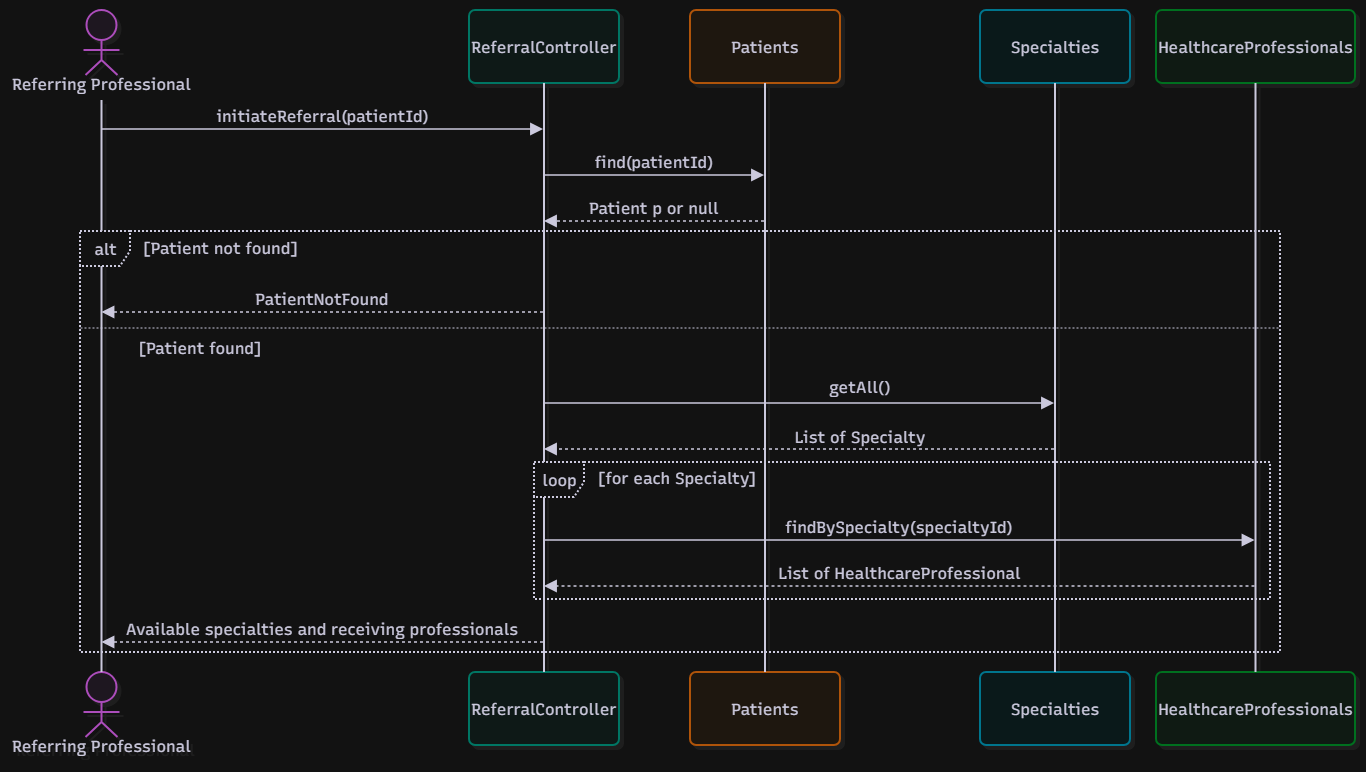 Referring Professional
ReferralController
Patients
Specialties
HealthcareProfessionals
initiateReferral(patientId)
find(patientId)
Patient p or null
alt
[Patient not found]
PatientNotFound
[Patient found]
getAll()
List of Specialty
loop
[for each Specialty]
findBySpecialty(specialtyId)
List of HealthcareProfessional
Available specialties and receiving professionals
Referring Professional
ReferralController
Patients
Specialties
HealthcareProfessionals